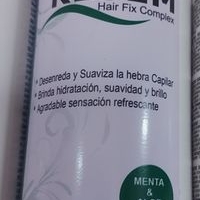 Hair Fix Complex
• Desenreda y Suaviza la hebra Capilar
• Brinda hidratación, suavidad y brillo
• Agradable sensación refrescante
MENTA
&